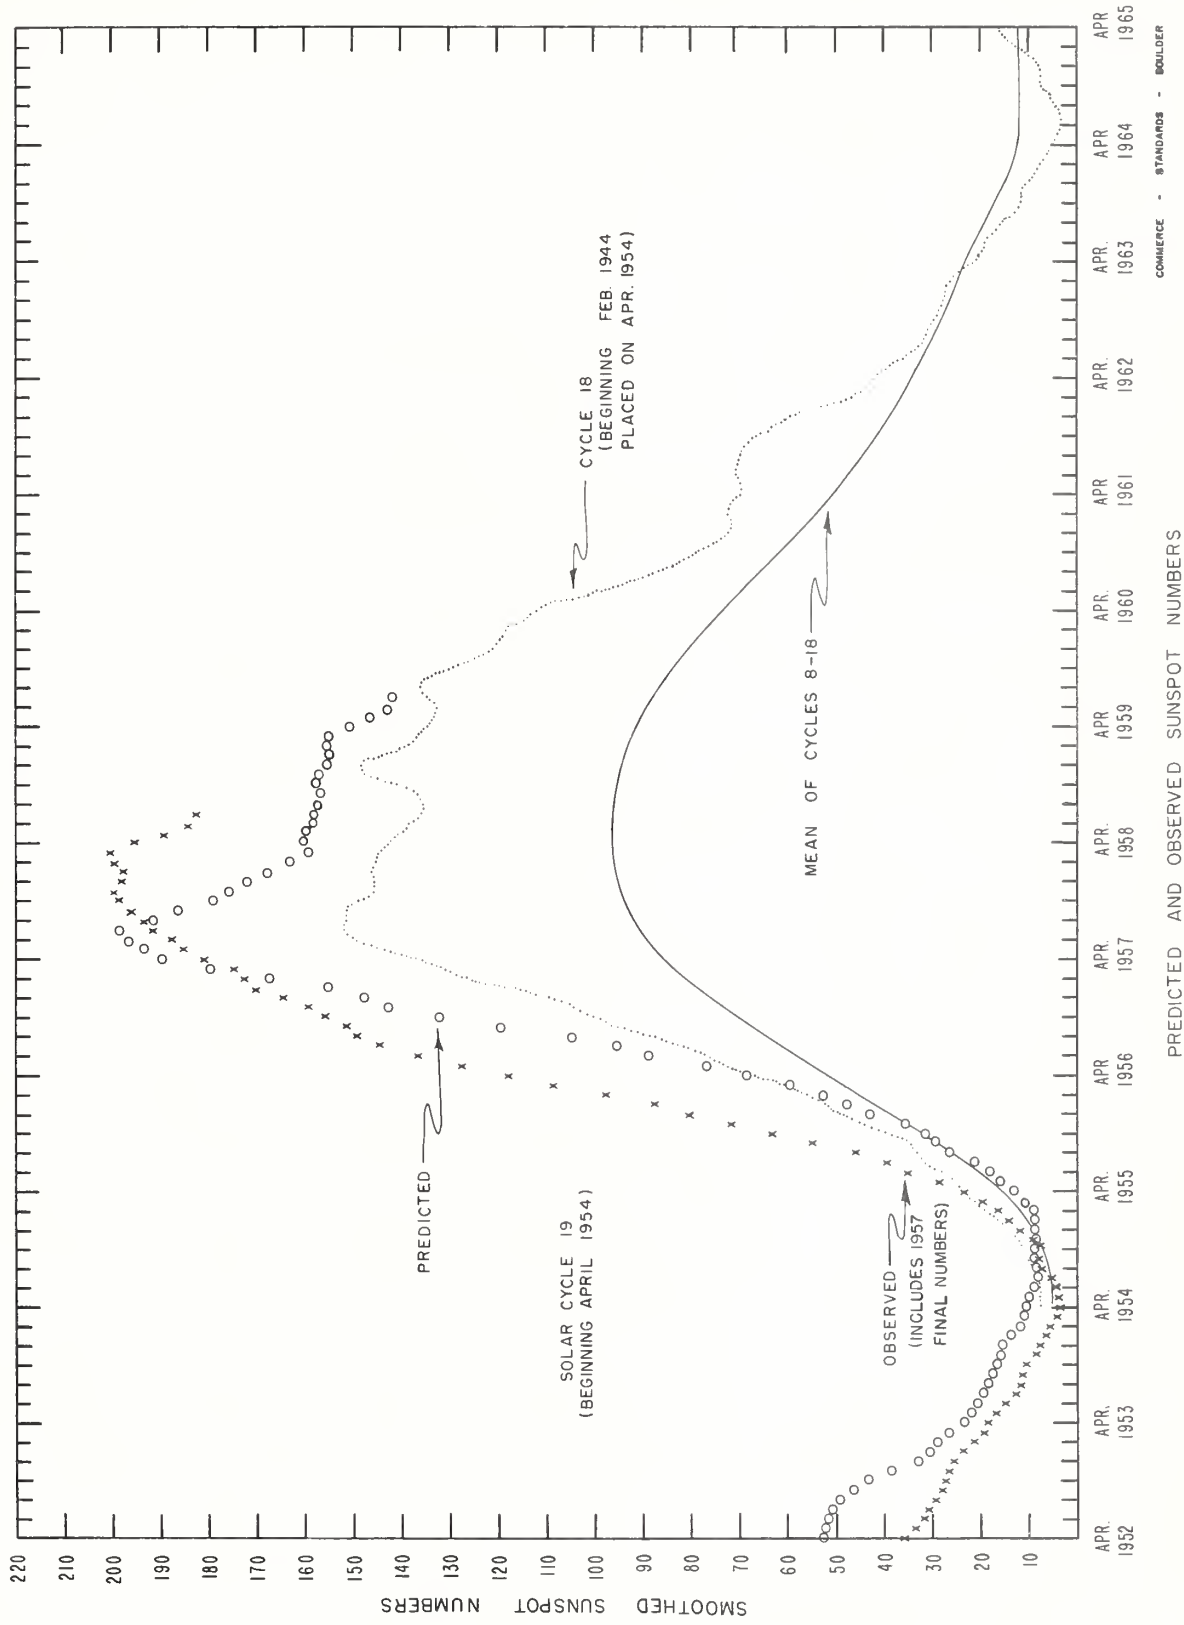 220
210
200
190
180
170
160
150
140
130
120
110
100
90
80
70
60
50
40
30
20
10
SMOOTHED SUNSPOT NUMBERS
PREDICTED
SOLAR CYCLE 19
(BEGINNING APRIL 1954)
OBSERVED
(INCLUDES 1957
FINAL NUMBERS)
CYCLE 18
(BEGINNING FEB. 1944
PLACED ON APR. 1954)
MEAN OF CYCLES 8-18
APR. APR. APR. APR. APR. APR. APR. APR. APR. APR APR. APR. APR APR
1952 1953 1954 1955 1956 1957 1958 1959 1960 1961 1962 1963 1964 1965
COMMERCE - STANDARDS - BOULDER
PREDICTED AND OBSERVED SUNSPOT NUMBERS